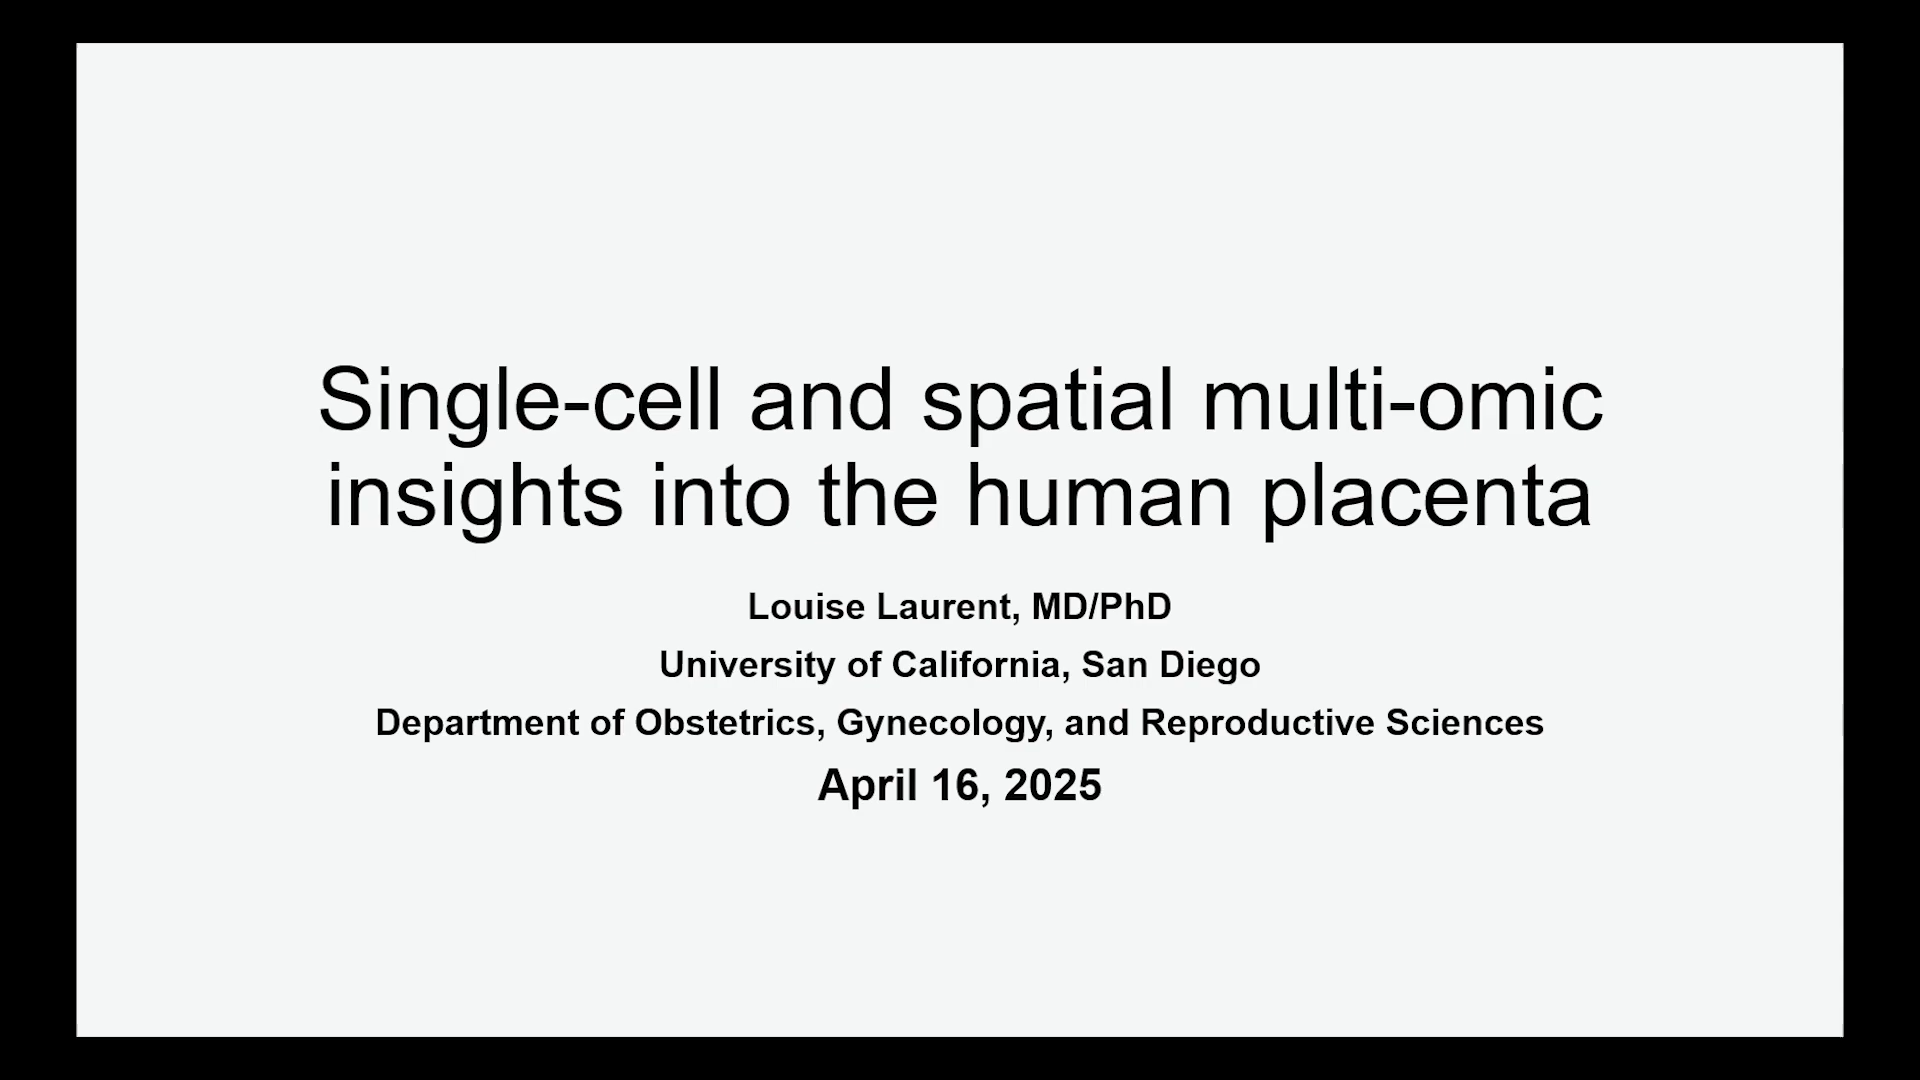 Single-cell and spatial multi-omic
insights into the human placenta
Louise Laurent, MD/PhD
University of California, San Diego
Department of Obstetrics, Gynecology, and Reproductive Sciences
April 16, 2025